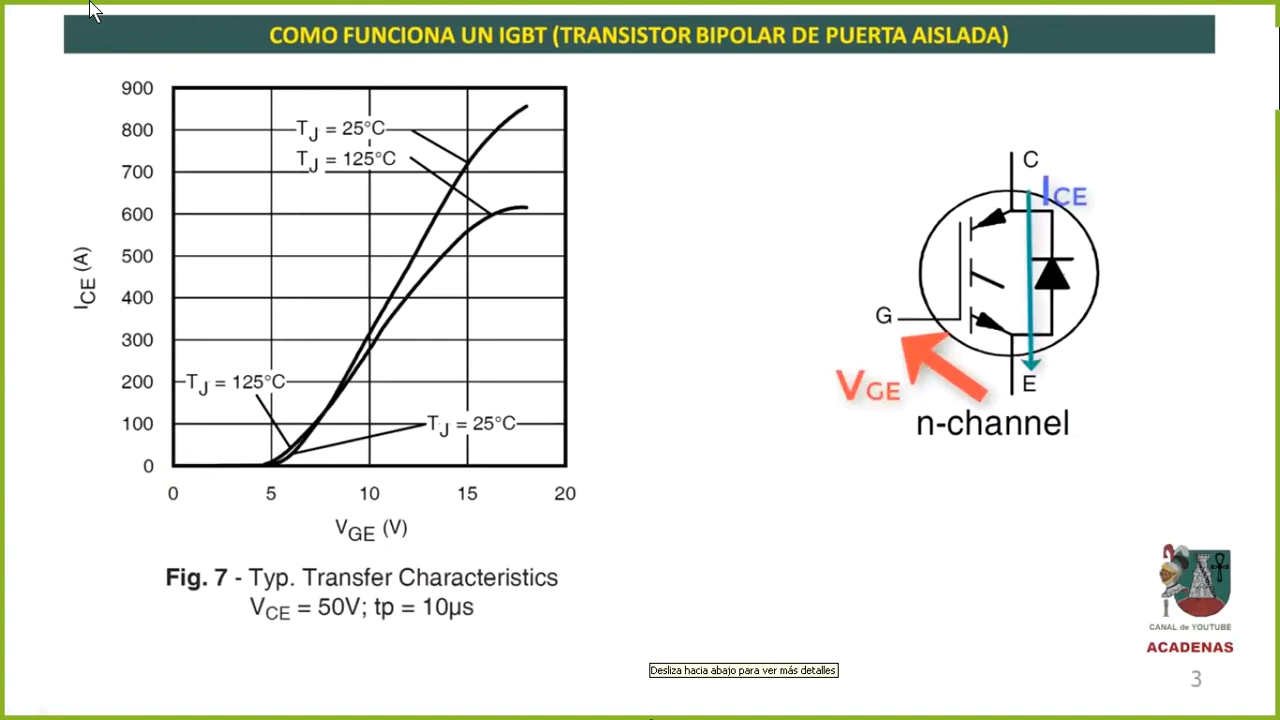 COMO FUNCIONA UN IGBT (TRANSISTOR BIPOLAR DE PUERTA AISLADA)
900
800
700
600
500
400
300
200
100
0
I_CE (A)
T_J = 25°C
T_J = 125°C
T_J = 125°C
T_J = 25°C
0 5 10 15 20
V_GE (V)
Fig. 7 - Typ. Transfer Characteristics
V_CE = 50V; tp = 10µs
C
I_CE
G
V_GE
E
n-channel
CANAL de YOUTUBE
ACADENAS
Desliza hacia abajo para ver más detalles
3